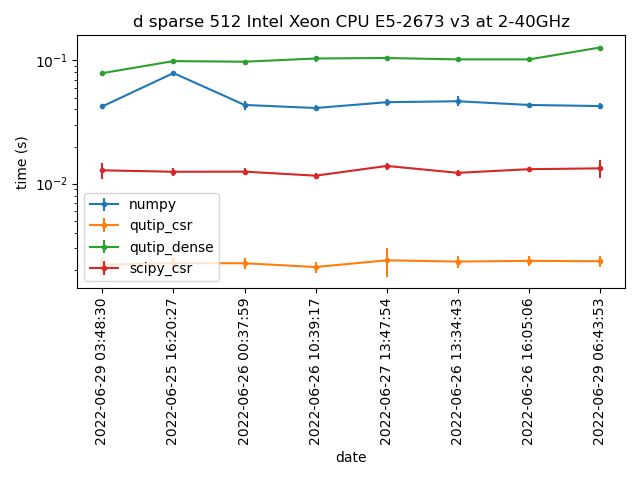 d sparse 512 Intel Xeon CPU E5-2673 v3 at 2-40GHz
time (s)
10⁻¹
10⁻²
numpy
qutip_csr
qutip_dense
scipy_csr
2022-06-29 03:48:30
2022-06-25 16:20:27
2022-06-26 00:37:59
2022-06-26 10:39:17
2022-06-27 13:47:54
2022-06-26 13:34:43
2022-06-26 16:05:06
2022-06-29 06:43:53
date